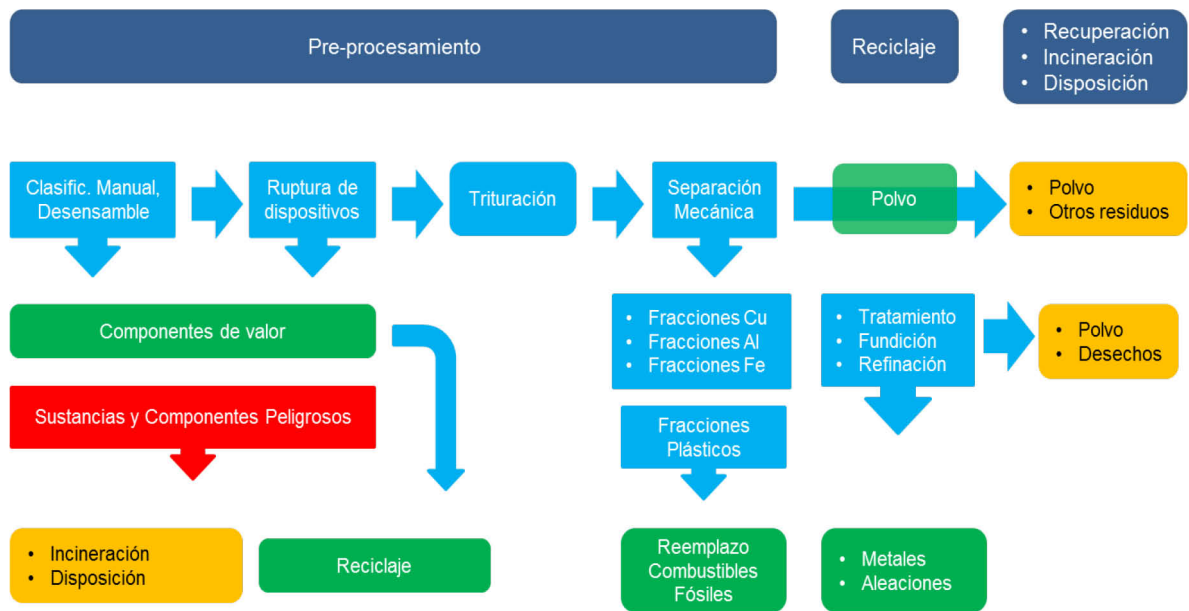 Pre-procesamiento
Reciclaje
• Recuperación
• Incineración
• Disposición
Clasific. Manual,
Desensamble
Ruptura de
dispositivos
Trituración
Separación
Mecánica
Polvo
• Polvo
• Otros residuos
Componentes de valor
• Fracciones Cu
• Fracciones Al
• Fracciones Fe
• Tratamiento
• Fundición
• Refinación
• Polvo
• Desechos
Sustancias y Componentes Peligrosos
Fracciones
Plásticos
• Incineración
• Disposición
Reciclaje
Reemplazo
Combustibles
Fósiles
• Metales
• Aleaciones